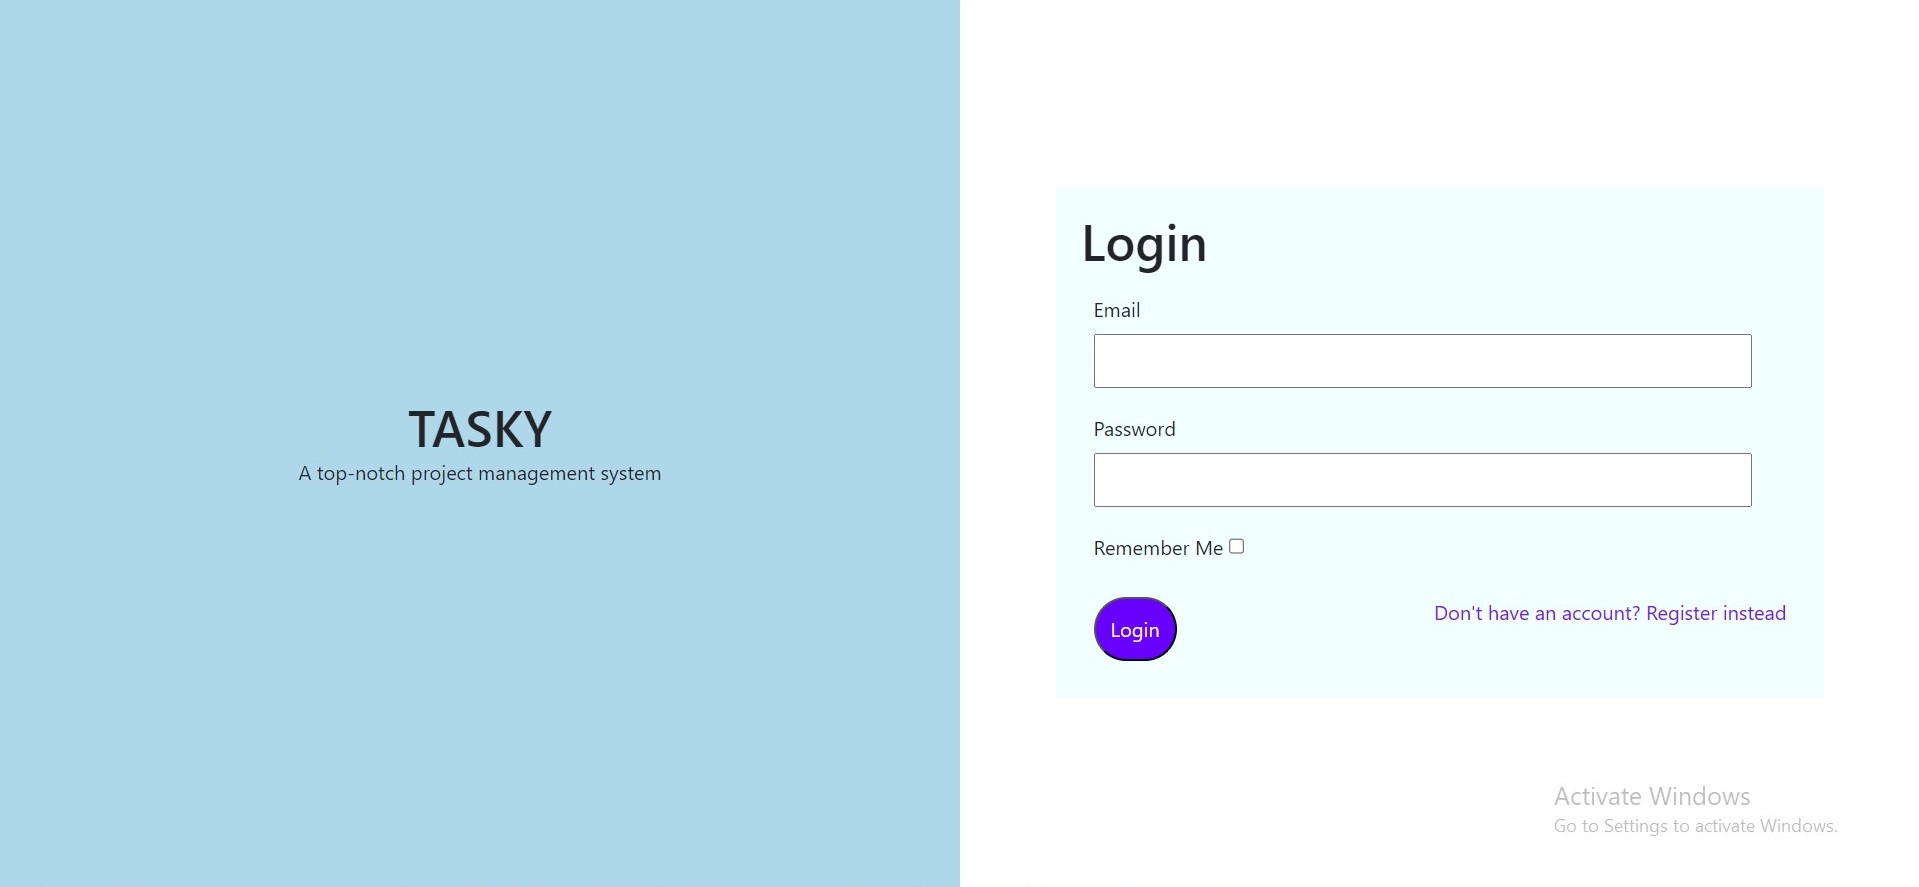 TASKY
A top-notch project management system
Login
Email
Password
Remember Me
Login
Don't have an account? Register instead
Activate Windows
Go to Settings to activate Windows.